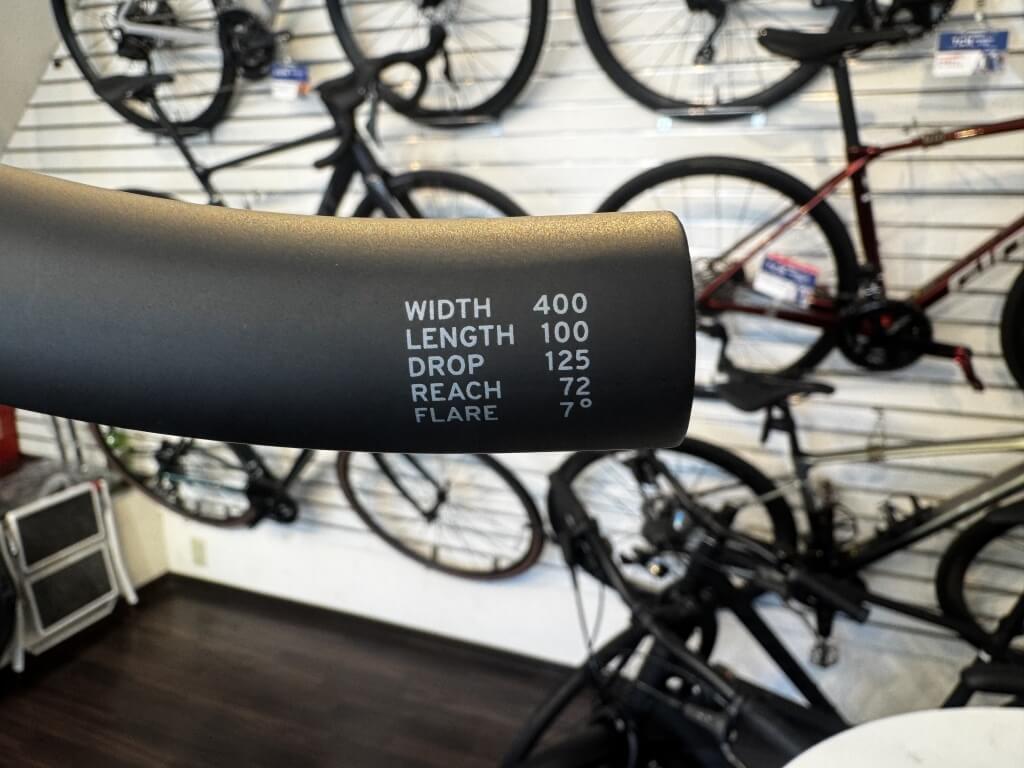 WIDTH 400
LENGTH 100
DROP 125
REACH 72
FLARE 7°